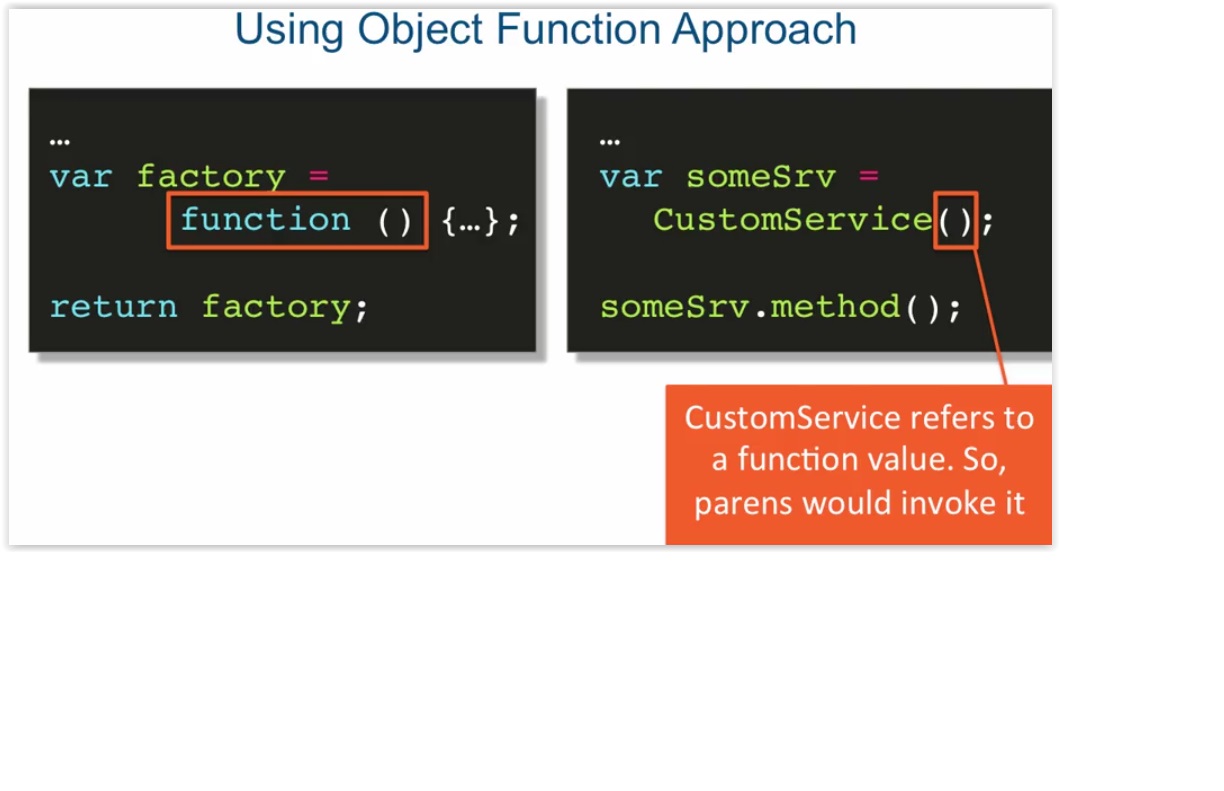 Using Object Function Approach
…
var factory =
function () {…};
return factory;
…
var someSrv =
CustomService();
someSrv.method();
CustomService refers to
a function value. So,
parens would invoke it